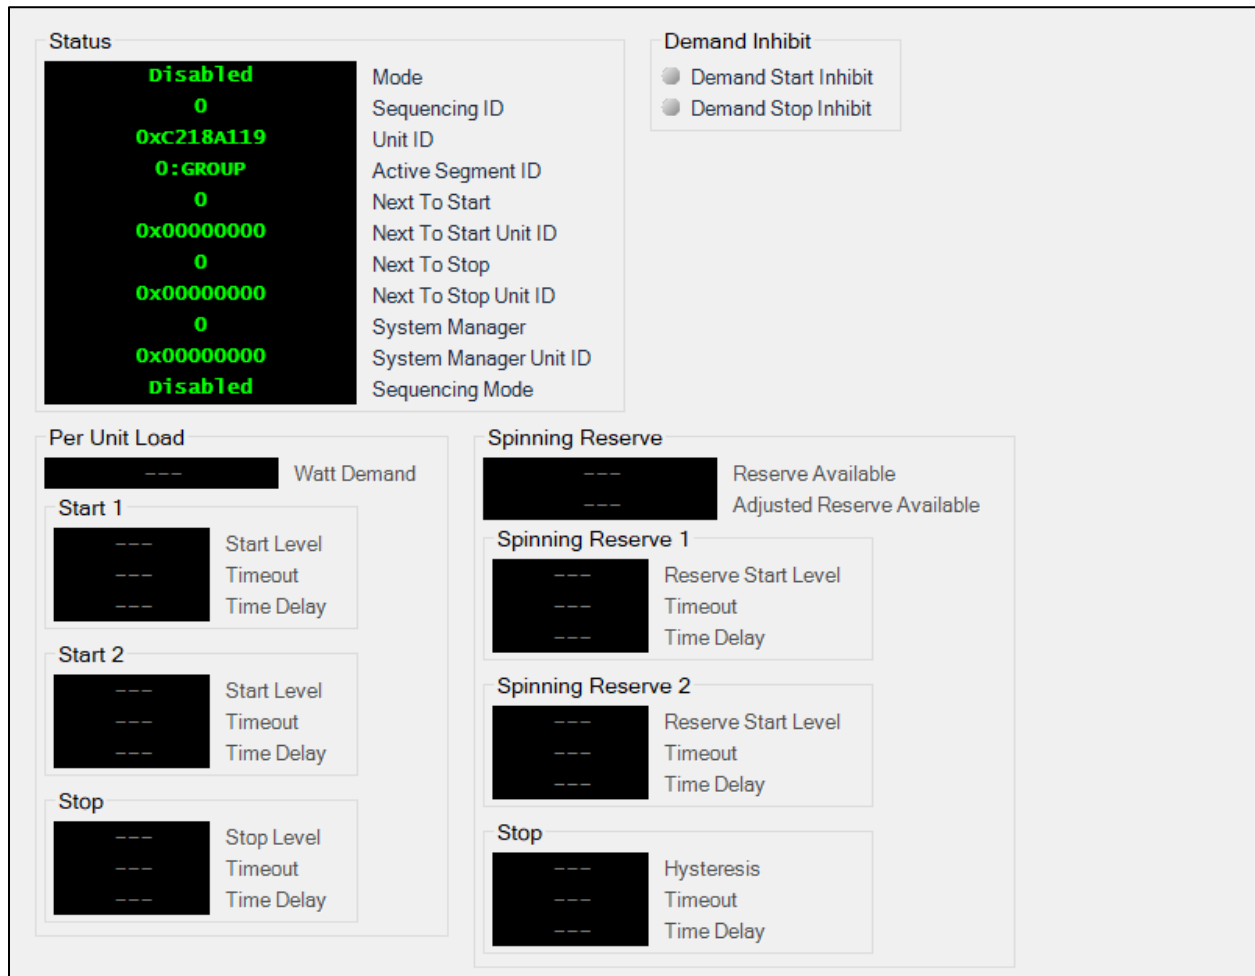 Status
Disabled Mode
0 Sequencing ID
0xC218A119 Unit ID
0:GROUP Active Segment ID
0 Next To Start
0x00000000 Next To Start Unit ID
0 Next To Stop
0x00000000 Next To Stop Unit ID
0 System Manager
0x00000000 System Manager Unit ID
Disabled Sequencing Mode
Demand Inhibit
Demand Start Inhibit
Demand Stop Inhibit
Per Unit Load
--- Watt Demand
Start 1
--- Start Level
--- Timeout
--- Time Delay
Start 2
--- Start Level
--- Timeout
--- Time Delay
Stop
--- Stop Level
--- Timeout
--- Time Delay
Spinning Reserve
--- Reserve Available
--- Adjusted Reserve Available
Spinning Reserve 1
--- Reserve Start Level
--- Timeout
--- Time Delay
Spinning Reserve 2
--- Reserve Start Level
--- Timeout
--- Time Delay
Stop
--- Hysteresis
--- Timeout
--- Time Delay